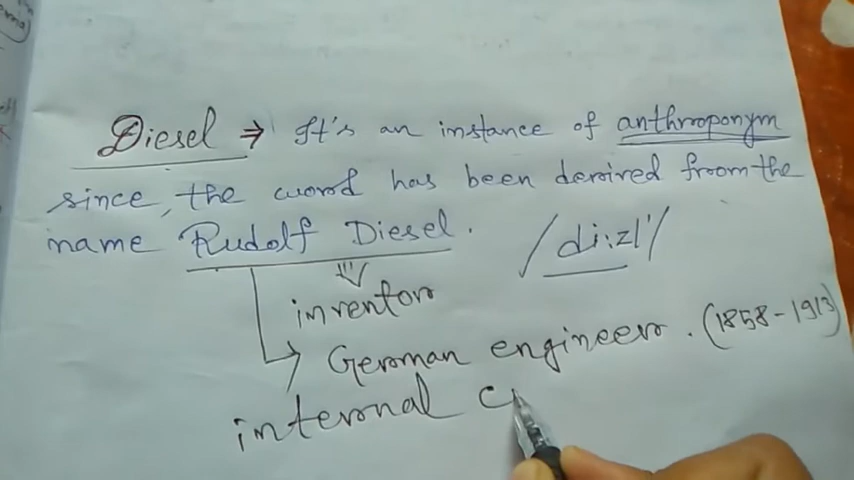 Diesel ⇒ It's an instance of anthroponym
since, the word has been derived from the
name Rudolf Diesel. /di:zl/
inventor
German engineer. (1858-1913)
internal c